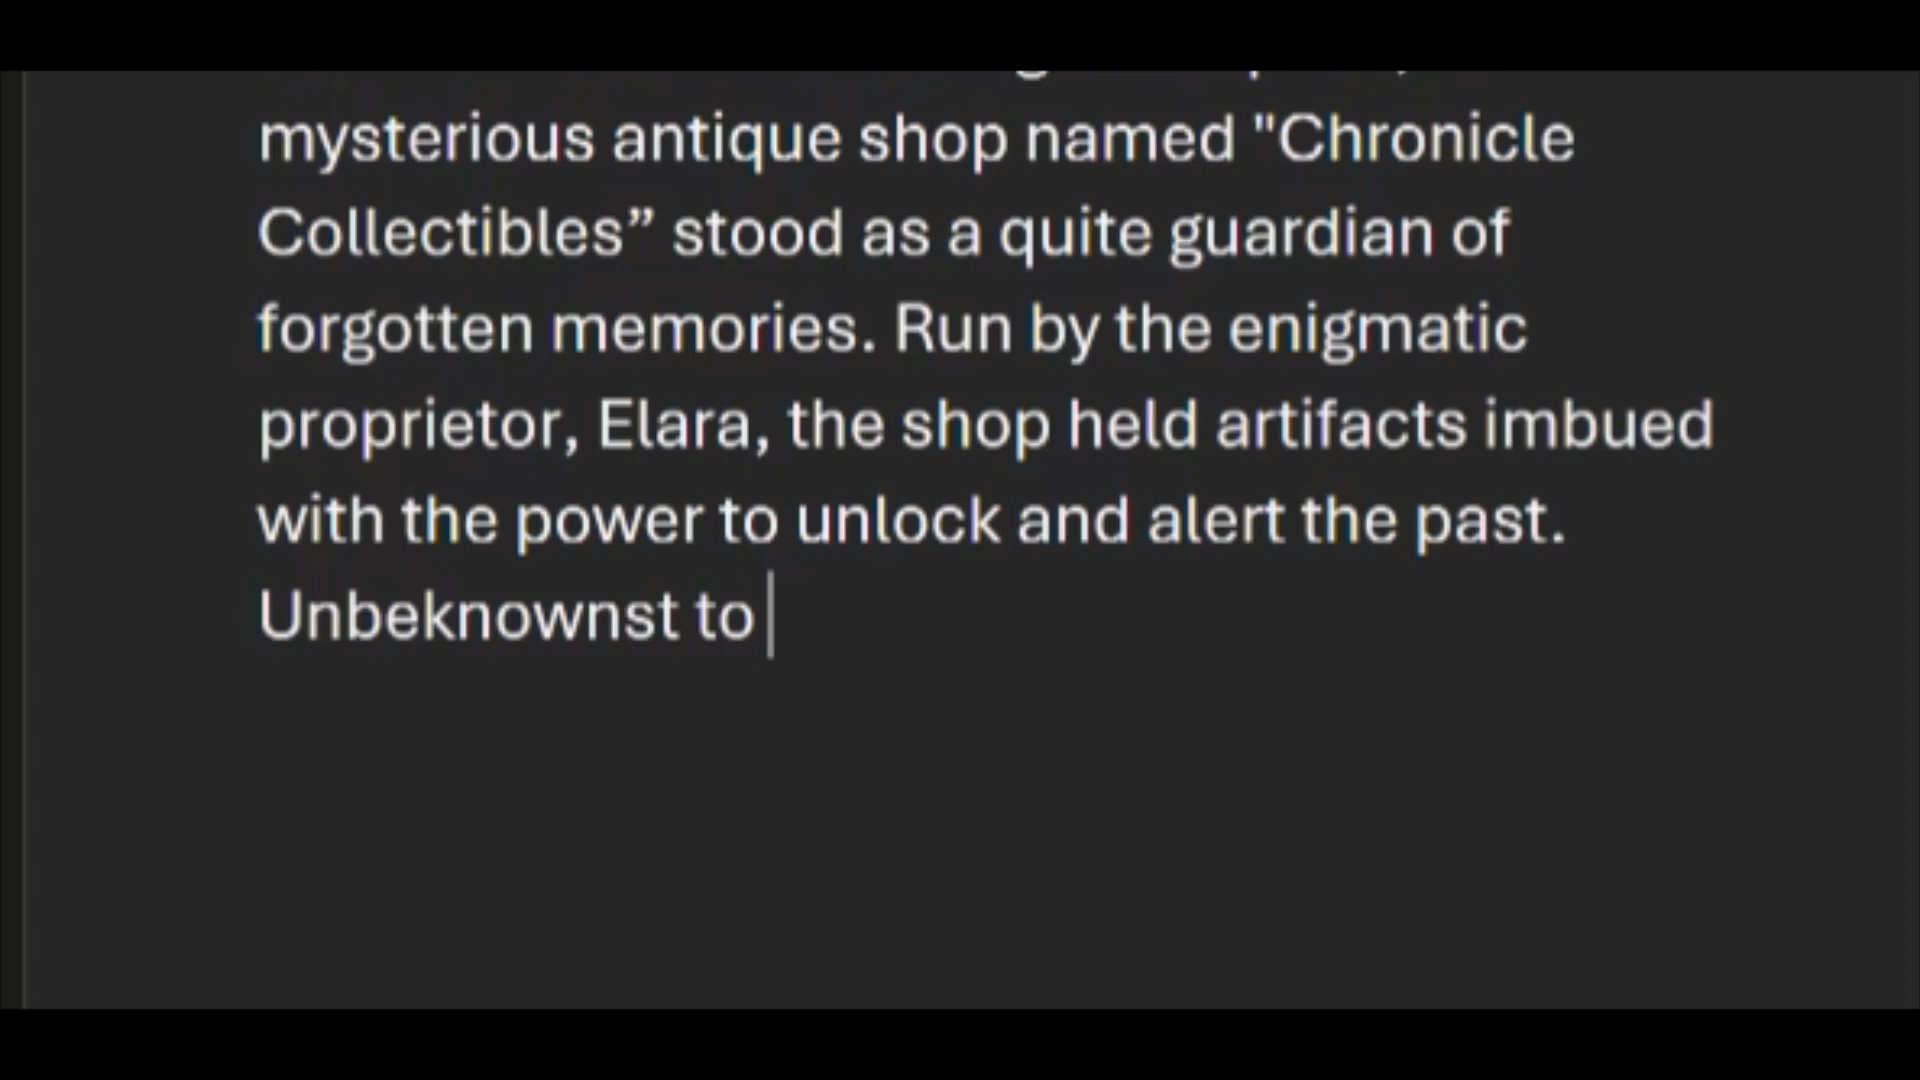 mysterious antique shop named "Chronicle
Collectibles” stood as a quite guardian of
forgotten memories. Run by the enigmatic
proprietor, Elara, the shop held artifacts imbued
with the power to unlock and alert the past.
Unbeknownst to